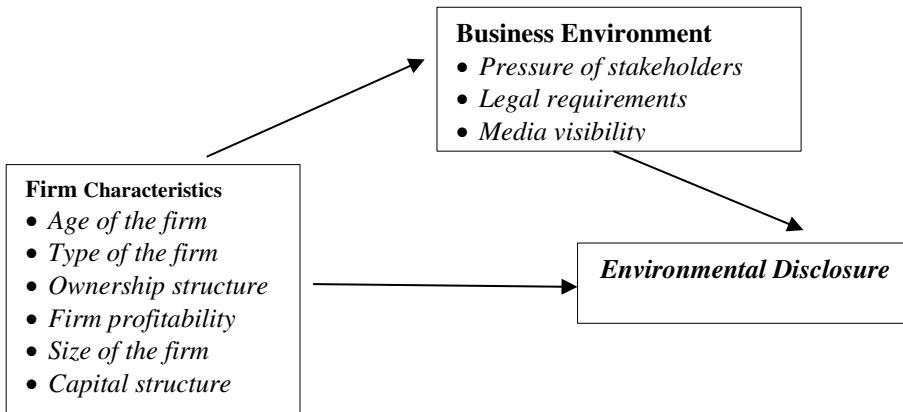 Business Environment
• Pressure of stakeholders
• Legal requirements
• Media visibility
Firm Characteristics
• Age of the firm
• Type of the firm
• Ownership structure
• Firm profitability
• Size of the firm
• Capital structure
Environmental Disclosure